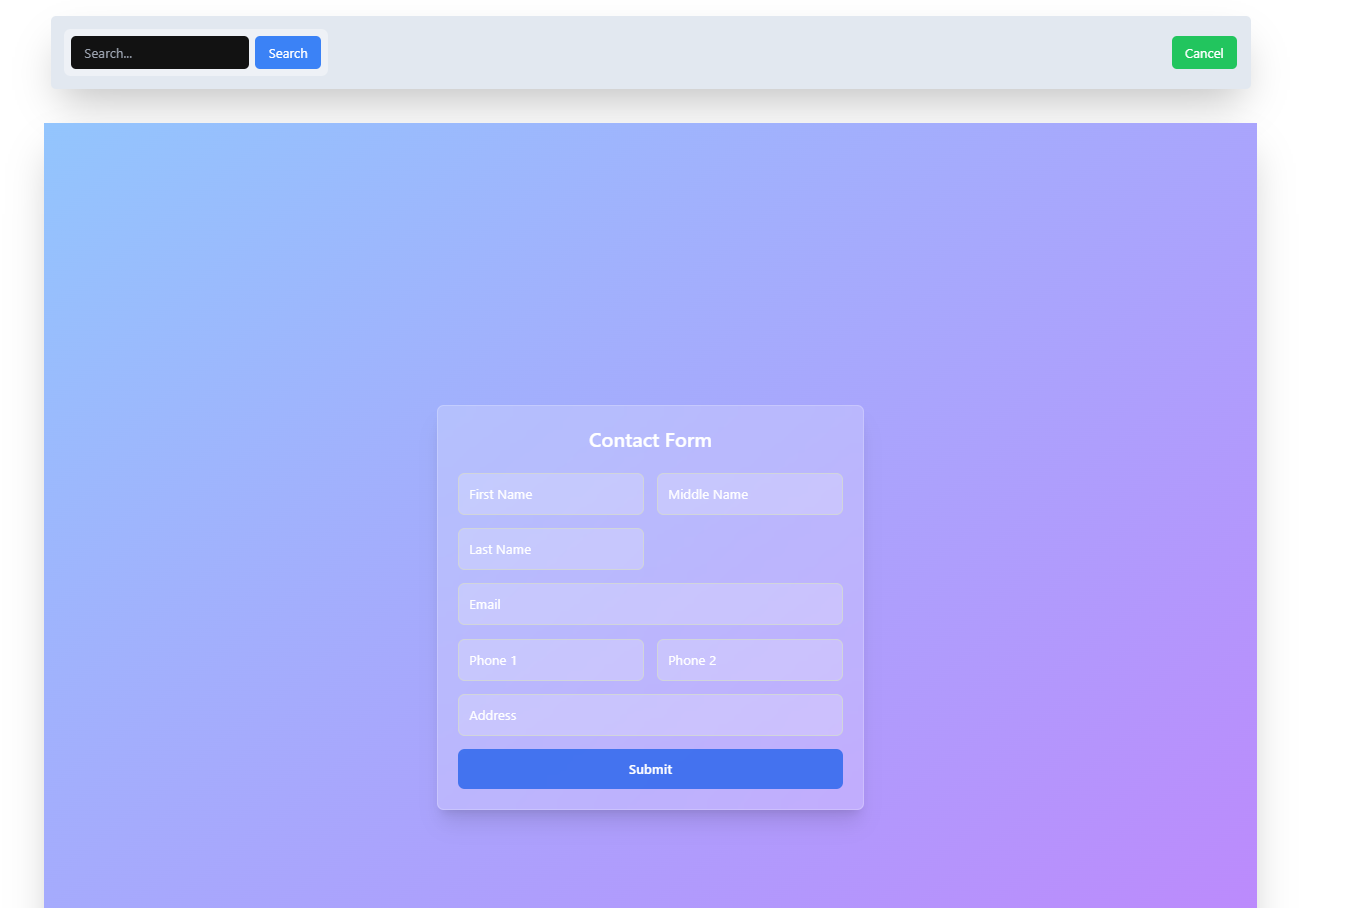 Search... Search Cancel
Contact Form
First Name Middle Name
Last Name
Email
Phone 1 Phone 2
Address
Submit